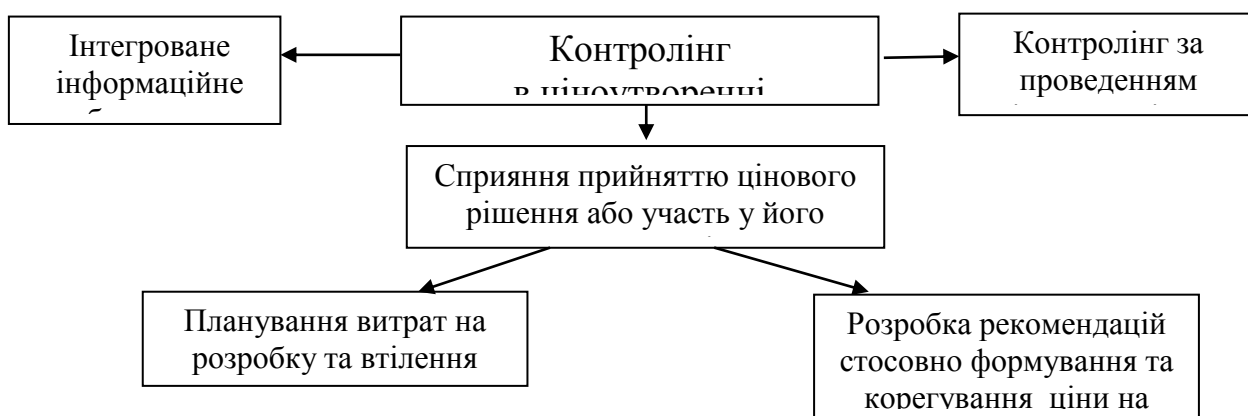 Інтегроване
інформаційне
Контролінг
в ціноутворенні
Контролінг за
проведенням
Сприяння прийняттю цінового
рішення або участь у його
Планування витрат на
розробку та втілення
Розробка рекомендацій
стосовно формування та
корегування ціни на